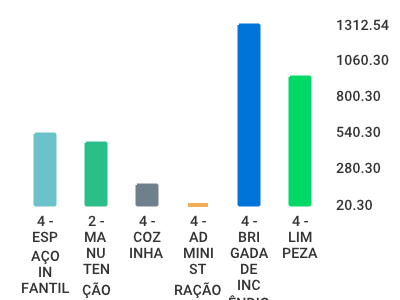 1312.54
1060.30
800.30
540.30
280.30
20.30
4 -
ESP
AÇO
IN
FANTIL
2 -
MA
NU
TEN
ÇÃO
4 -
COZ
INHA
4 -
AD
MINI
ST
RAÇÃO
4 -
BRI
GADA
DE
INC
ÊNDIO
4 -
LIM
PEZA